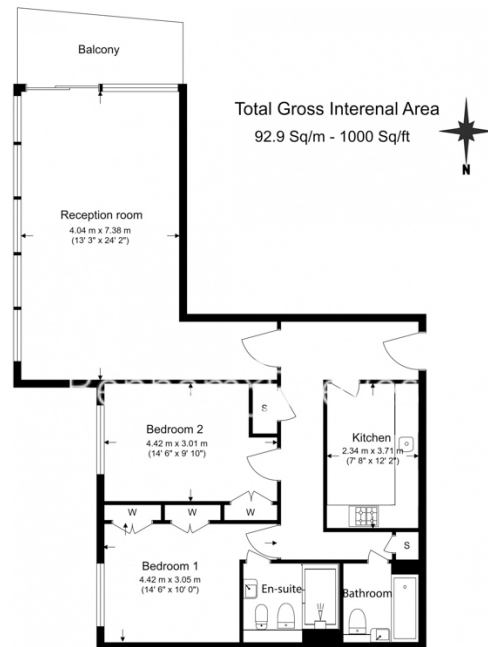 Balcony
Total Gross Interenal Area
92.9 Sq/m - 1000 Sq/ft
N
Reception room
4.04 m x 7.38 m
(13' 3" x 24' 2")
S
Bedroom 2
4.42 m x 3.01 m
(14' 6" x 9' 10")
Kitchen
2.34 m x 3.71 m
(7' 8" x 12' 2")
W
W
W
S
Bedroom 1
4.42 m x 3.05 m
(14' 6" x 10' 0")
En-suite
Bathroom